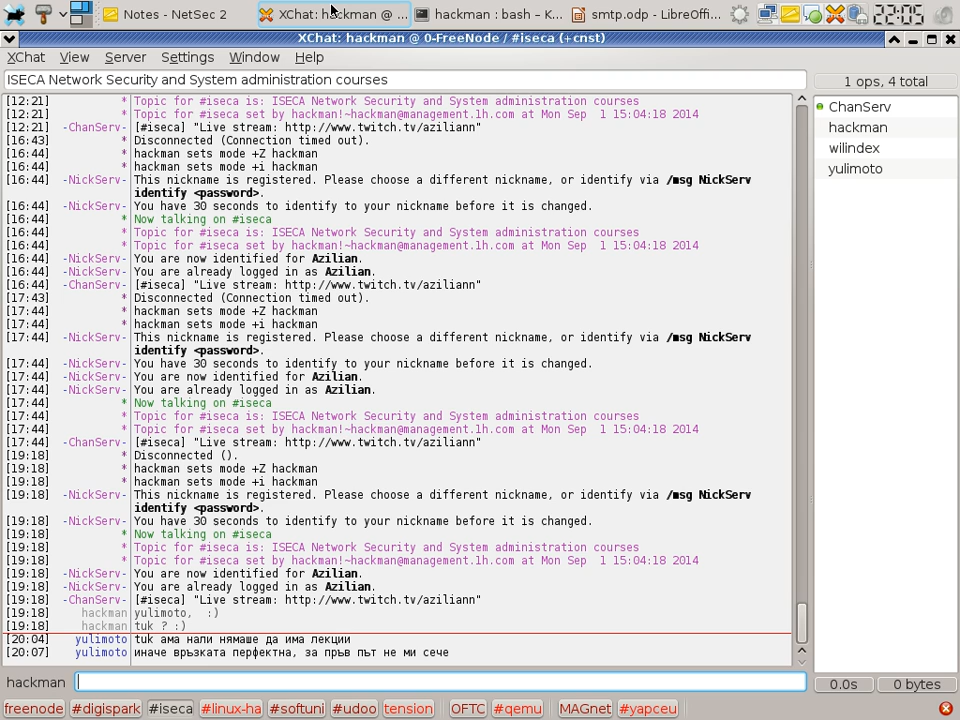 Notes - NetSec 2
XChat: hackman @ ...
hackman : bash – K...
smtp.odp - LibreOffi...
22:05
XChat: hackman @ 0-FreeNode / #iseca (+cnst)
XChat View Server Settings Window Help
ISECA Network Security and System administration courses
1 ops, 4 total
ChanServ
hackman
wilindex
yulimoto
[12:21] * Topic for #iseca is: ISECA Network Security and System administration courses
[12:21] * Topic for #iseca set by hackman!~hackman@management.1h.com at Mon Sep 1 15:04:18 2014
[12:21] -ChanServ- [#iseca] "Live stream: http://www.twitch.tv/aziliann"
[16:43] * Disconnected (Connection timed out).
[16:44] * hackman sets mode +Z hackman
[16:44] * hackman sets mode +i hackman
[16:44] -NickServ- This nickname is registered. Please choose a different nickname, or identify via /msg NickServ
identify <password>.
[16:44] -NickServ- You have 30 seconds to identify to your nickname before it is changed.
[16:44] * Now talking on #iseca
[16:44] * Topic for #iseca is: ISECA Network Security and System administration courses
[16:44] * Topic for #iseca set by hackman!~hackman@management.1h.com at Mon Sep 1 15:04:18 2014
[16:44] -NickServ- You are now identified for Azilian.
[16:44] -NickServ- You are already logged in as Azilian.
[16:44] -ChanServ- [#iseca] "Live stream: http://www.twitch.tv/aziliann"
[17:43] * Disconnected (Connection timed out).
[17:44] * hackman sets mode +Z hackman
[17:44] * hackman sets mode +i hackman
[17:44] -NickServ- This nickname is registered. Please choose a different nickname, or identify via /msg NickServ
identify <password>.
[17:44] -NickServ- You have 30 seconds to identify to your nickname before it is changed.
[17:44] -NickServ- You are now identified for Azilian.
[17:44] -NickServ- You are already logged in as Azilian.
[17:44] * Now talking on #iseca
[17:44] * Topic for #iseca is: ISECA Network Security and System administration courses
[17:44] * Topic for #iseca set by hackman!~hackman@management.1h.com at Mon Sep 1 15:04:18 2014
[17:44] -ChanServ- [#iseca] "Live stream: http://www.twitch.tv/aziliann"
[19:18] * Disconnected ().
[19:18] * hackman sets mode +Z hackman
[19:18] * hackman sets mode +i hackman
[19:18] -NickServ- This nickname is registered. Please choose a different nickname, or identify via /msg NickServ
identify <password>.
[19:18] -NickServ- You have 30 seconds to identify to your nickname before it is changed.
[19:18] * Now talking on #iseca
[19:18] * Topic for #iseca is: ISECA Network Security and System administration courses
[19:18] * Topic for #iseca set by hackman!~hackman@management.1h.com at Mon Sep 1 15:04:18 2014
[19:18] -NickServ- You are now identified for Azilian.
[19:18] -NickServ- You are already logged in as Azilian.
[19:18] -ChanServ- [#iseca] "Live stream: http://www.twitch.tv/aziliann"
[19:18] hackman yulimoto, :)
[19:18] hackman tuk ? :)
[20:04] yulimoto tuk ама нали нямаше да има лекции
[20:07] yulimoto иначе връзката перфектна, за пръв път не ми сече
hackman
0.0s
0 bytes
freenode #digispark #iseca #linux-ha #softuni #udoo tension OFTC #qemu MAGnet #yapceu